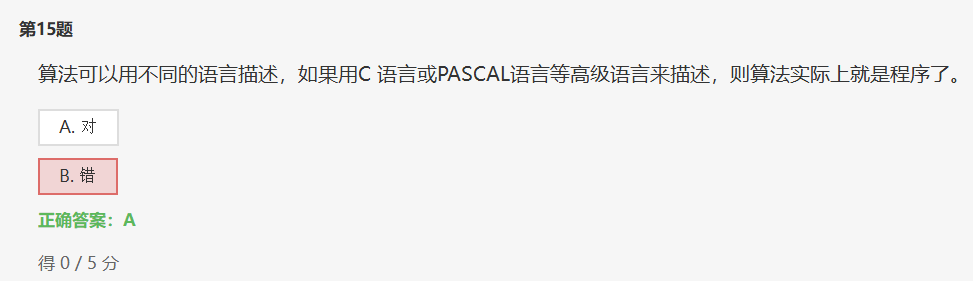 第15题
算法可以用不同的语言描述，如果用C 语言或PASCAL语言等高级语言来描述，则算法实际上就是程序了。
A. 对
B. 错
正确答案：A
得 0 / 5 分